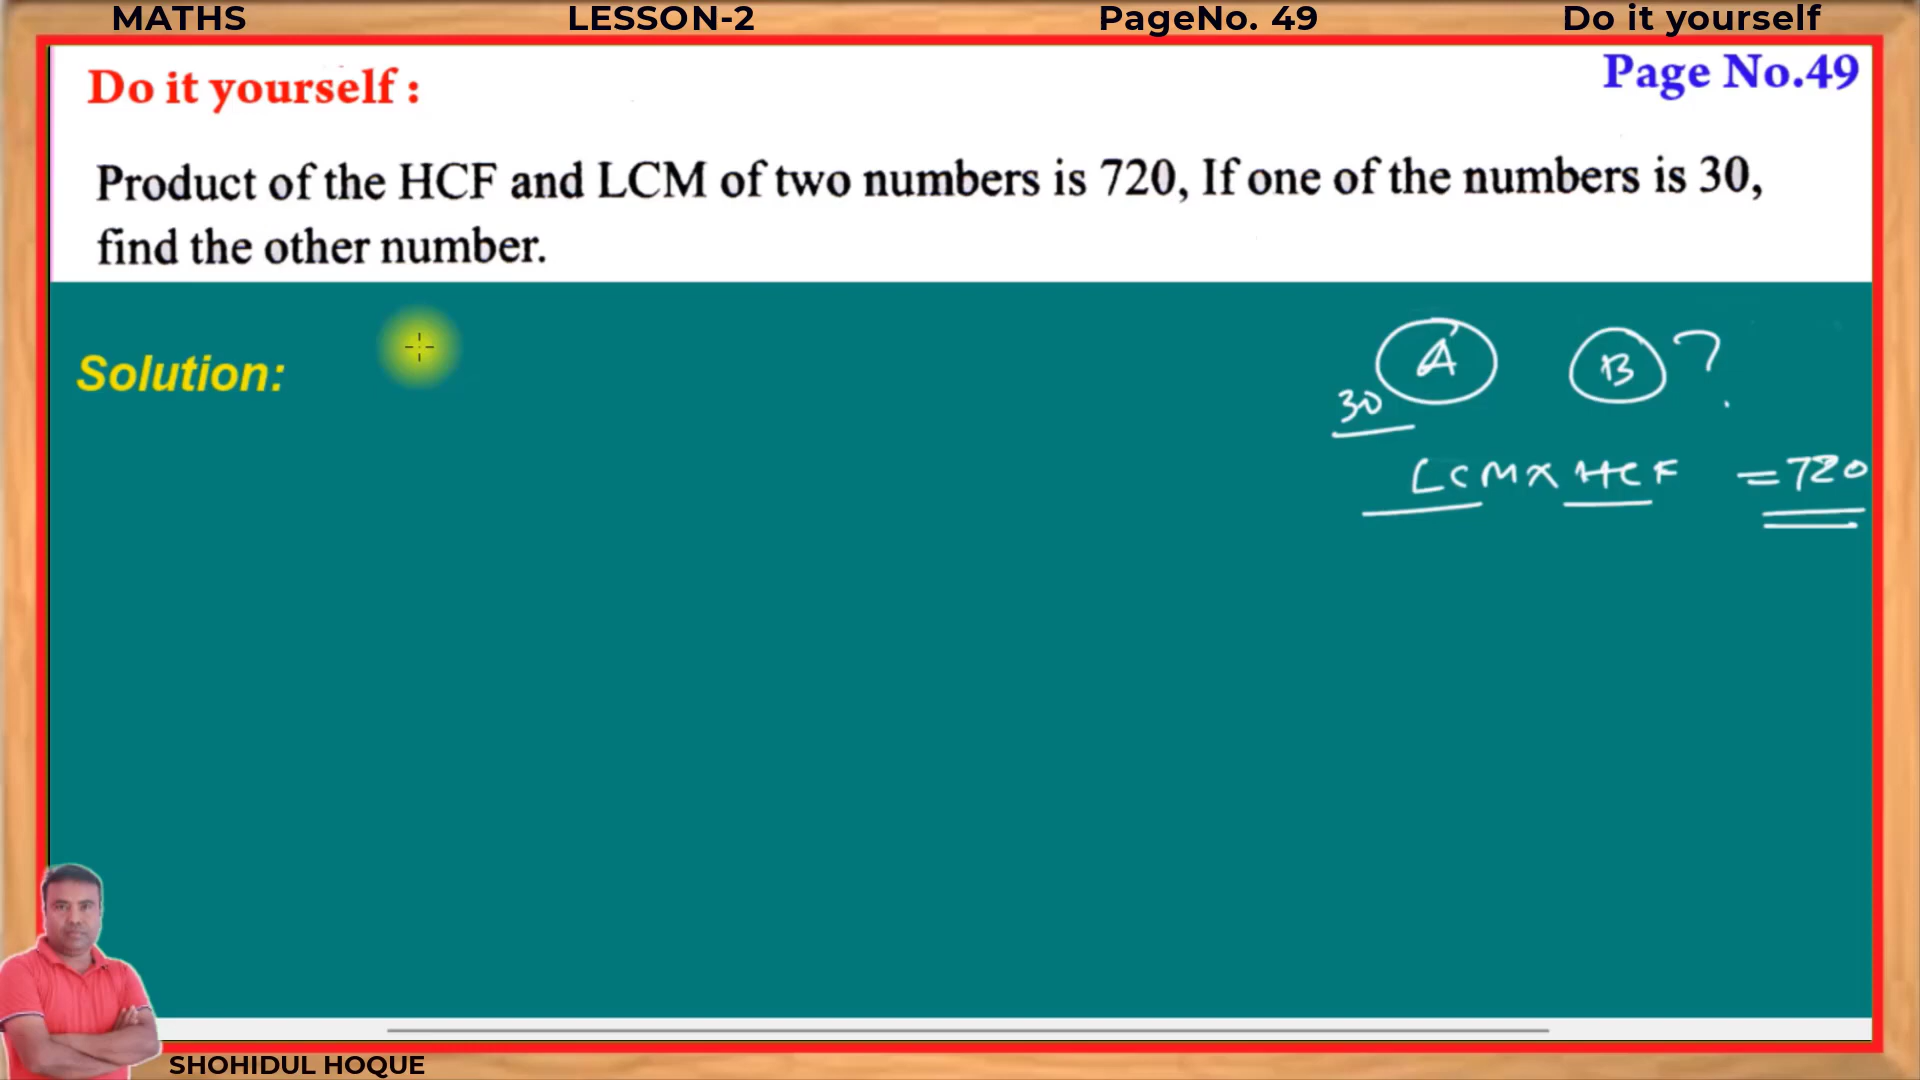 MATHS LESSON-2 PageNo. 49 Do it yourself
Do it yourself : Page No.49
Product of the HCF and LCM of two numbers is 720, If one of the numbers is 30,
find the other number.
Solution:
A B ?
30
LCM x HCF = 720
SHOHIDUL HOQUE